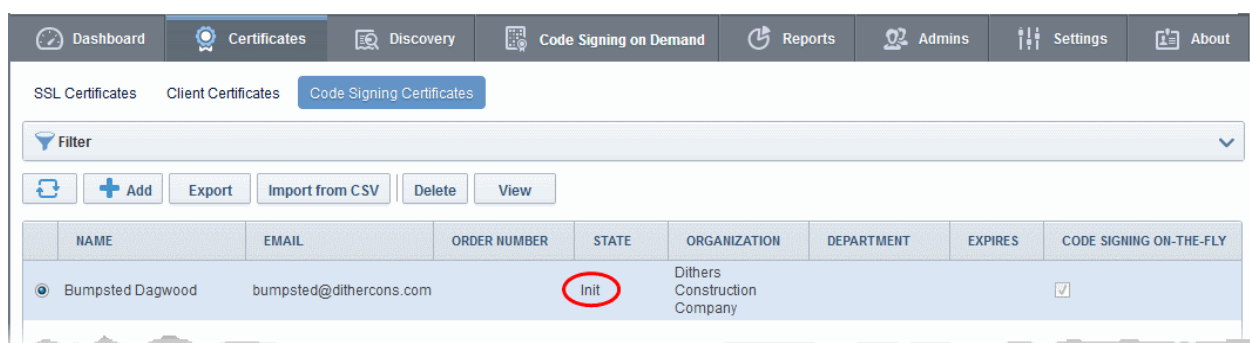 Dashboard Certificates Discovery Code Signing on Demand Reports Admins Settings About
SSL Certificates Client Certificates Code Signing Certificates
Filter
Add Export Import from CSV Delete View
NAME EMAIL ORDER NUMBER STATE ORGANIZATION DEPARTMENT EXPIRES CODE SIGNING ON-THE-FLY
Bumpsted Dagwood bumpsted@dithercons.com Init Dithers
Construction
Company